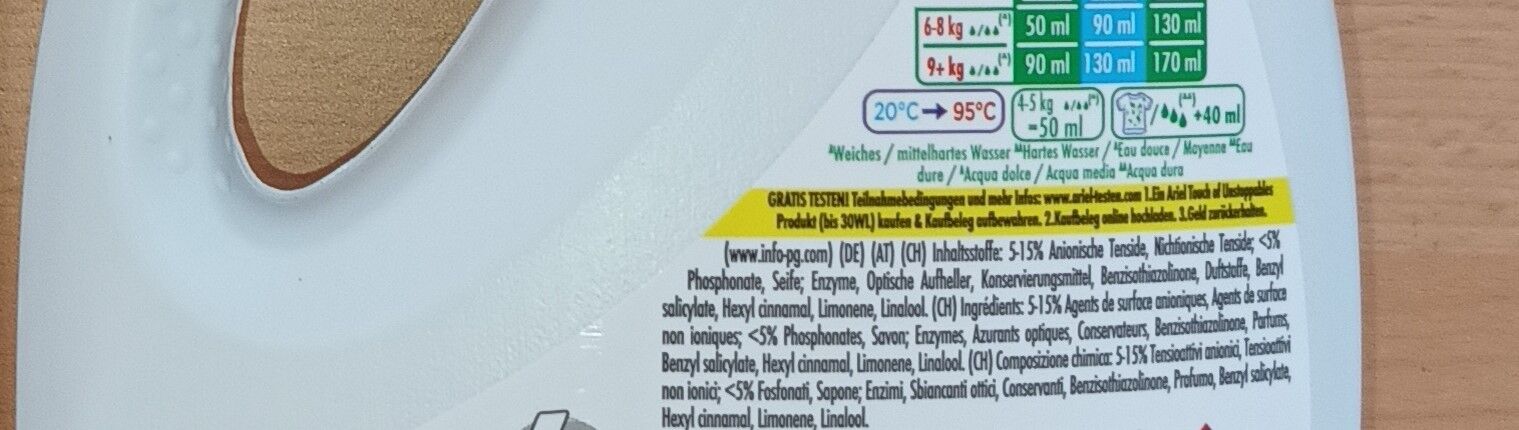 6-8 kg (*) 50 ml 90 ml 130 ml
9+ kg (*) 90 ml 130 ml 170 ml
20°C → 95°C 4-5 kg (*) =50 ml (**) +40 ml
*Weiches / mittelhartes Wasser **Hartes Wasser / *Eau douce / Moyenne **Eau
dure / *Acqua dolce / Acqua media **Acqua dura
GRATIS TESTEN! Teilnahmebedingungen und mehr Infos: www.ariel-testen.com 1.Ein Ariel Touch of Unstoppables
Produkt (bis 30WL) kaufen & Kaufbeleg aufbewahren. 2.Kaufbeleg online hochladen. 3.Geld zurückerhalten.
(www.info-pg.com) (DE) (AT) (CH) Inhaltsstoffe: 5-15% Anionische Tenside, Nichtionische Tenside; <5%
Phosphonate, Seife; Enzyme, Optische Aufheller, Konservierungsmittel, Benzisothiazolinone, Duftstoffe, Benzyl
salicylate, Hexyl cinnamal, Limonene, Linalool. (CH) Ingrédients: 5-15% Agents de surface anioniques, Agents de surface
non ioniques; <5% Phosphonates, Savon; Enzymes, Azurants optiques, Conservateurs, Benzisothiazolinone, Parfums,
Benzyl salicylate, Hexyl cinnamal, Limonene, Linalool. (CH) Composizione chimica: 5-15% Tensioattivi anionici, Tensioattivi
non ionici; <5% Fosfonati, Sapone; Enzimi, Sbiancanti ottici, Conservanti, Benzisothiazolinone, Profumo, Benzyl salicylate,
Hexyl cinnamal, Limonene, Linalool.